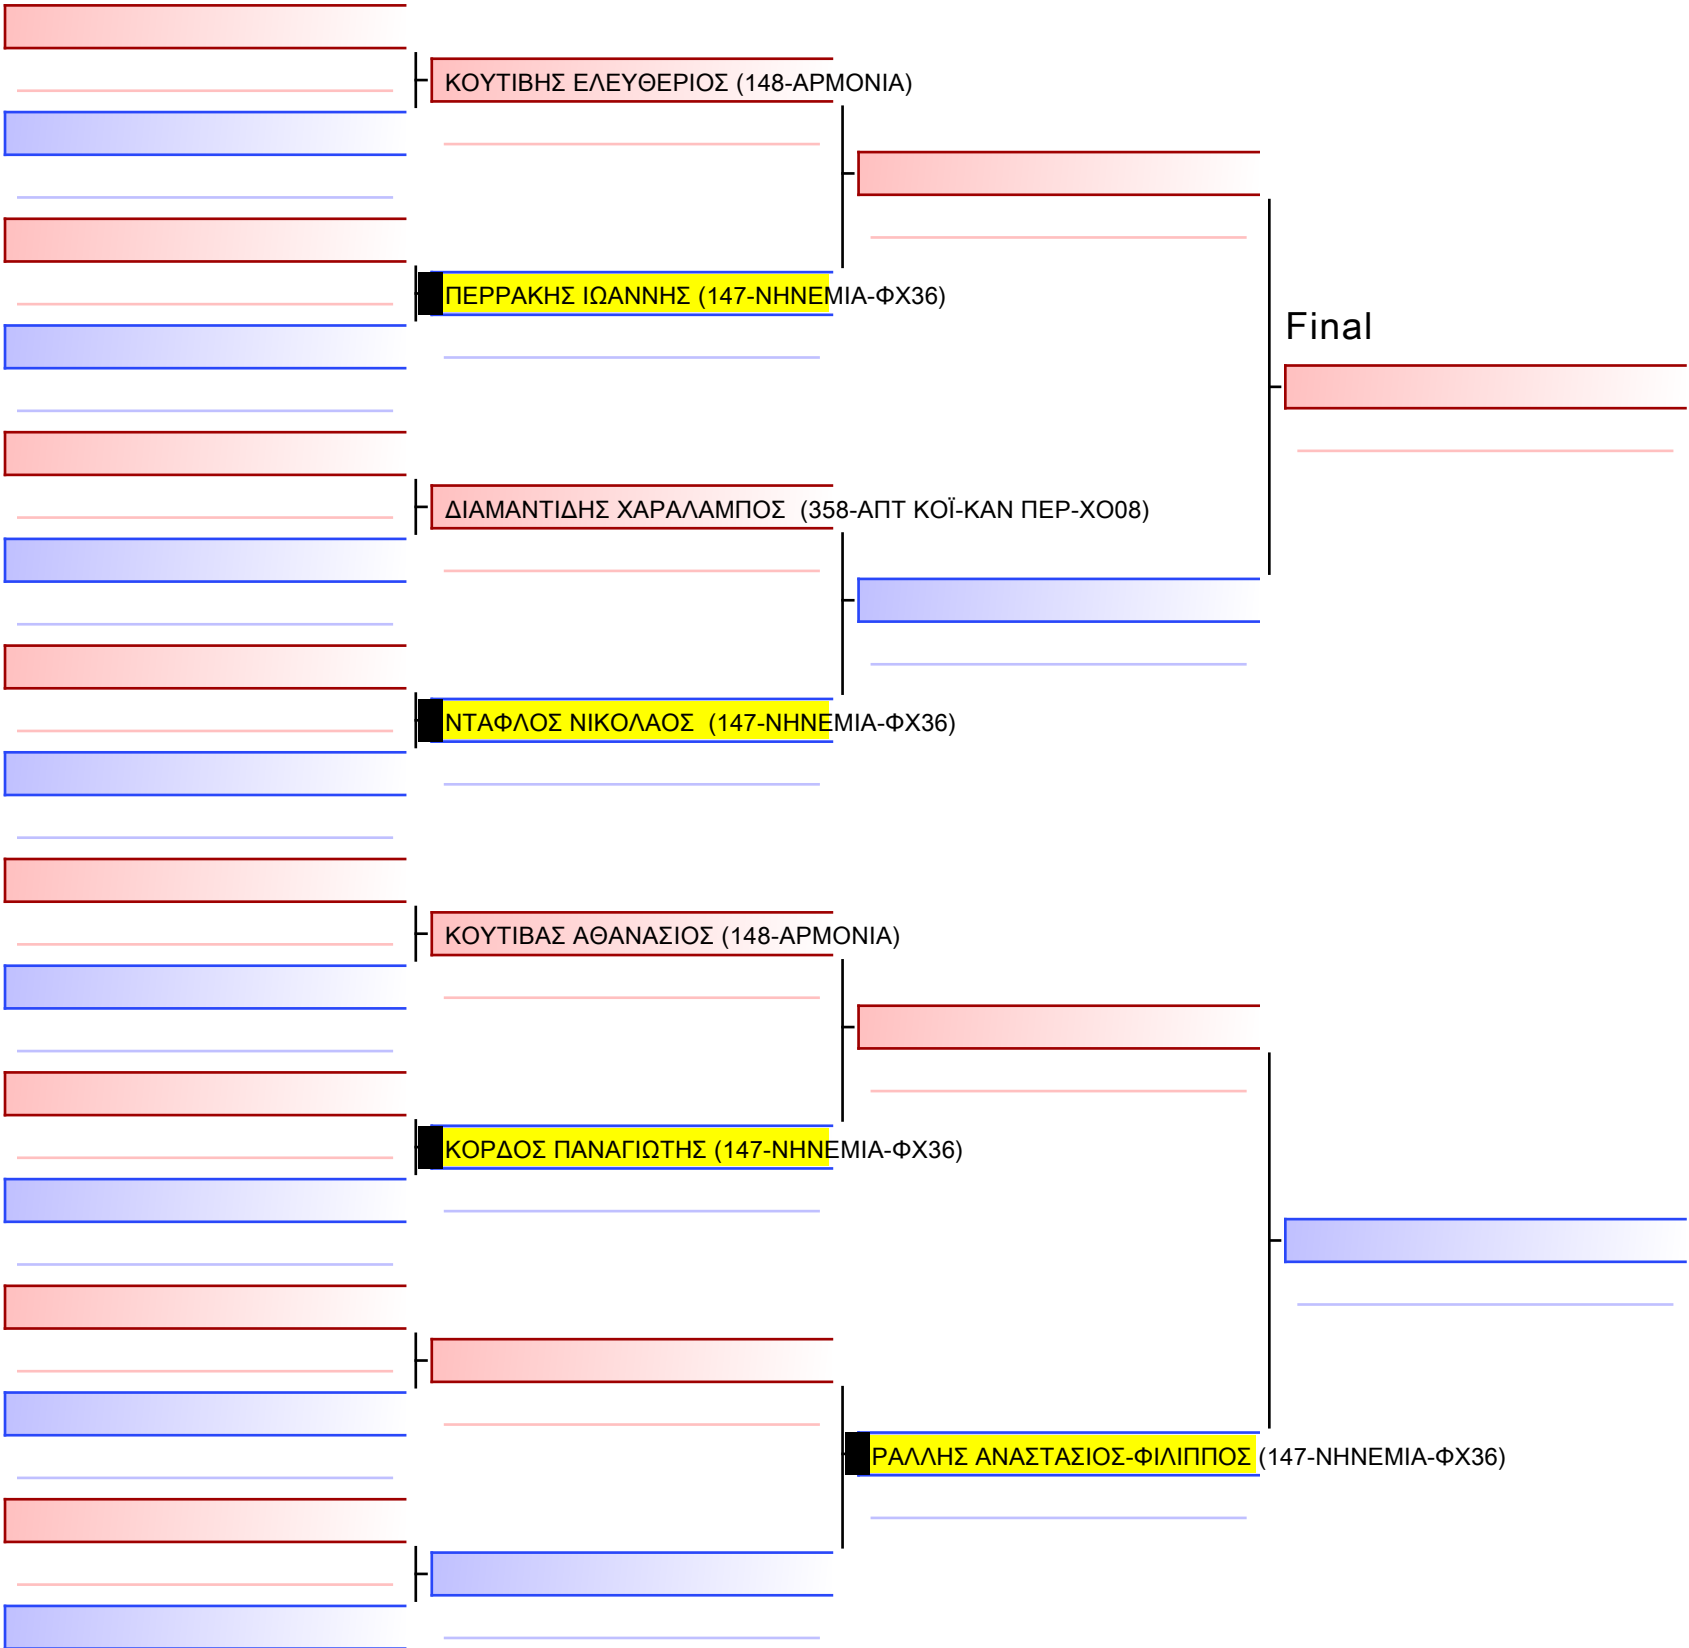 ΚΟΥΤΙΒΗΣ ΕΛΕΥΘΕΡΙΟΣ (148-ΑΡΜΟΝΙΑ)
ΠΕΡΡΑΚΗΣ ΙΩΑΝΝΗΣ (147-ΝΗΝΕΜΙΑ-ΦΧ36)
Final
ΔΙΑΜΑΝΤΙΔΗΣ ΧΑΡΑΛΑΜΠΟΣ (358-ΑΠΤ ΚΟΪ-ΚΑΝ ΠΕΡ-ΧΟ08)
ΝΤΑΦΛΟΣ ΝΙΚΟΛΑΟΣ (147-ΝΗΝΕΜΙΑ-ΦΧ36)
ΚΟΥΤΙΒΑΣ ΑΘΑΝΑΣΙΟΣ (148-ΑΡΜΟΝΙΑ)
ΚΟΡΔΟΣ ΠΑΝΑΓΙΩΤΗΣ (147-ΝΗΝΕΜΙΑ-ΦΧ36)
ΡΑΛΛΗΣ ΑΝΑΣΤΑΣΙΟΣ-ΦΙΛΙΠΠΟΣ (147-ΝΗΝΕΜΙΑ-ΦΧ36)